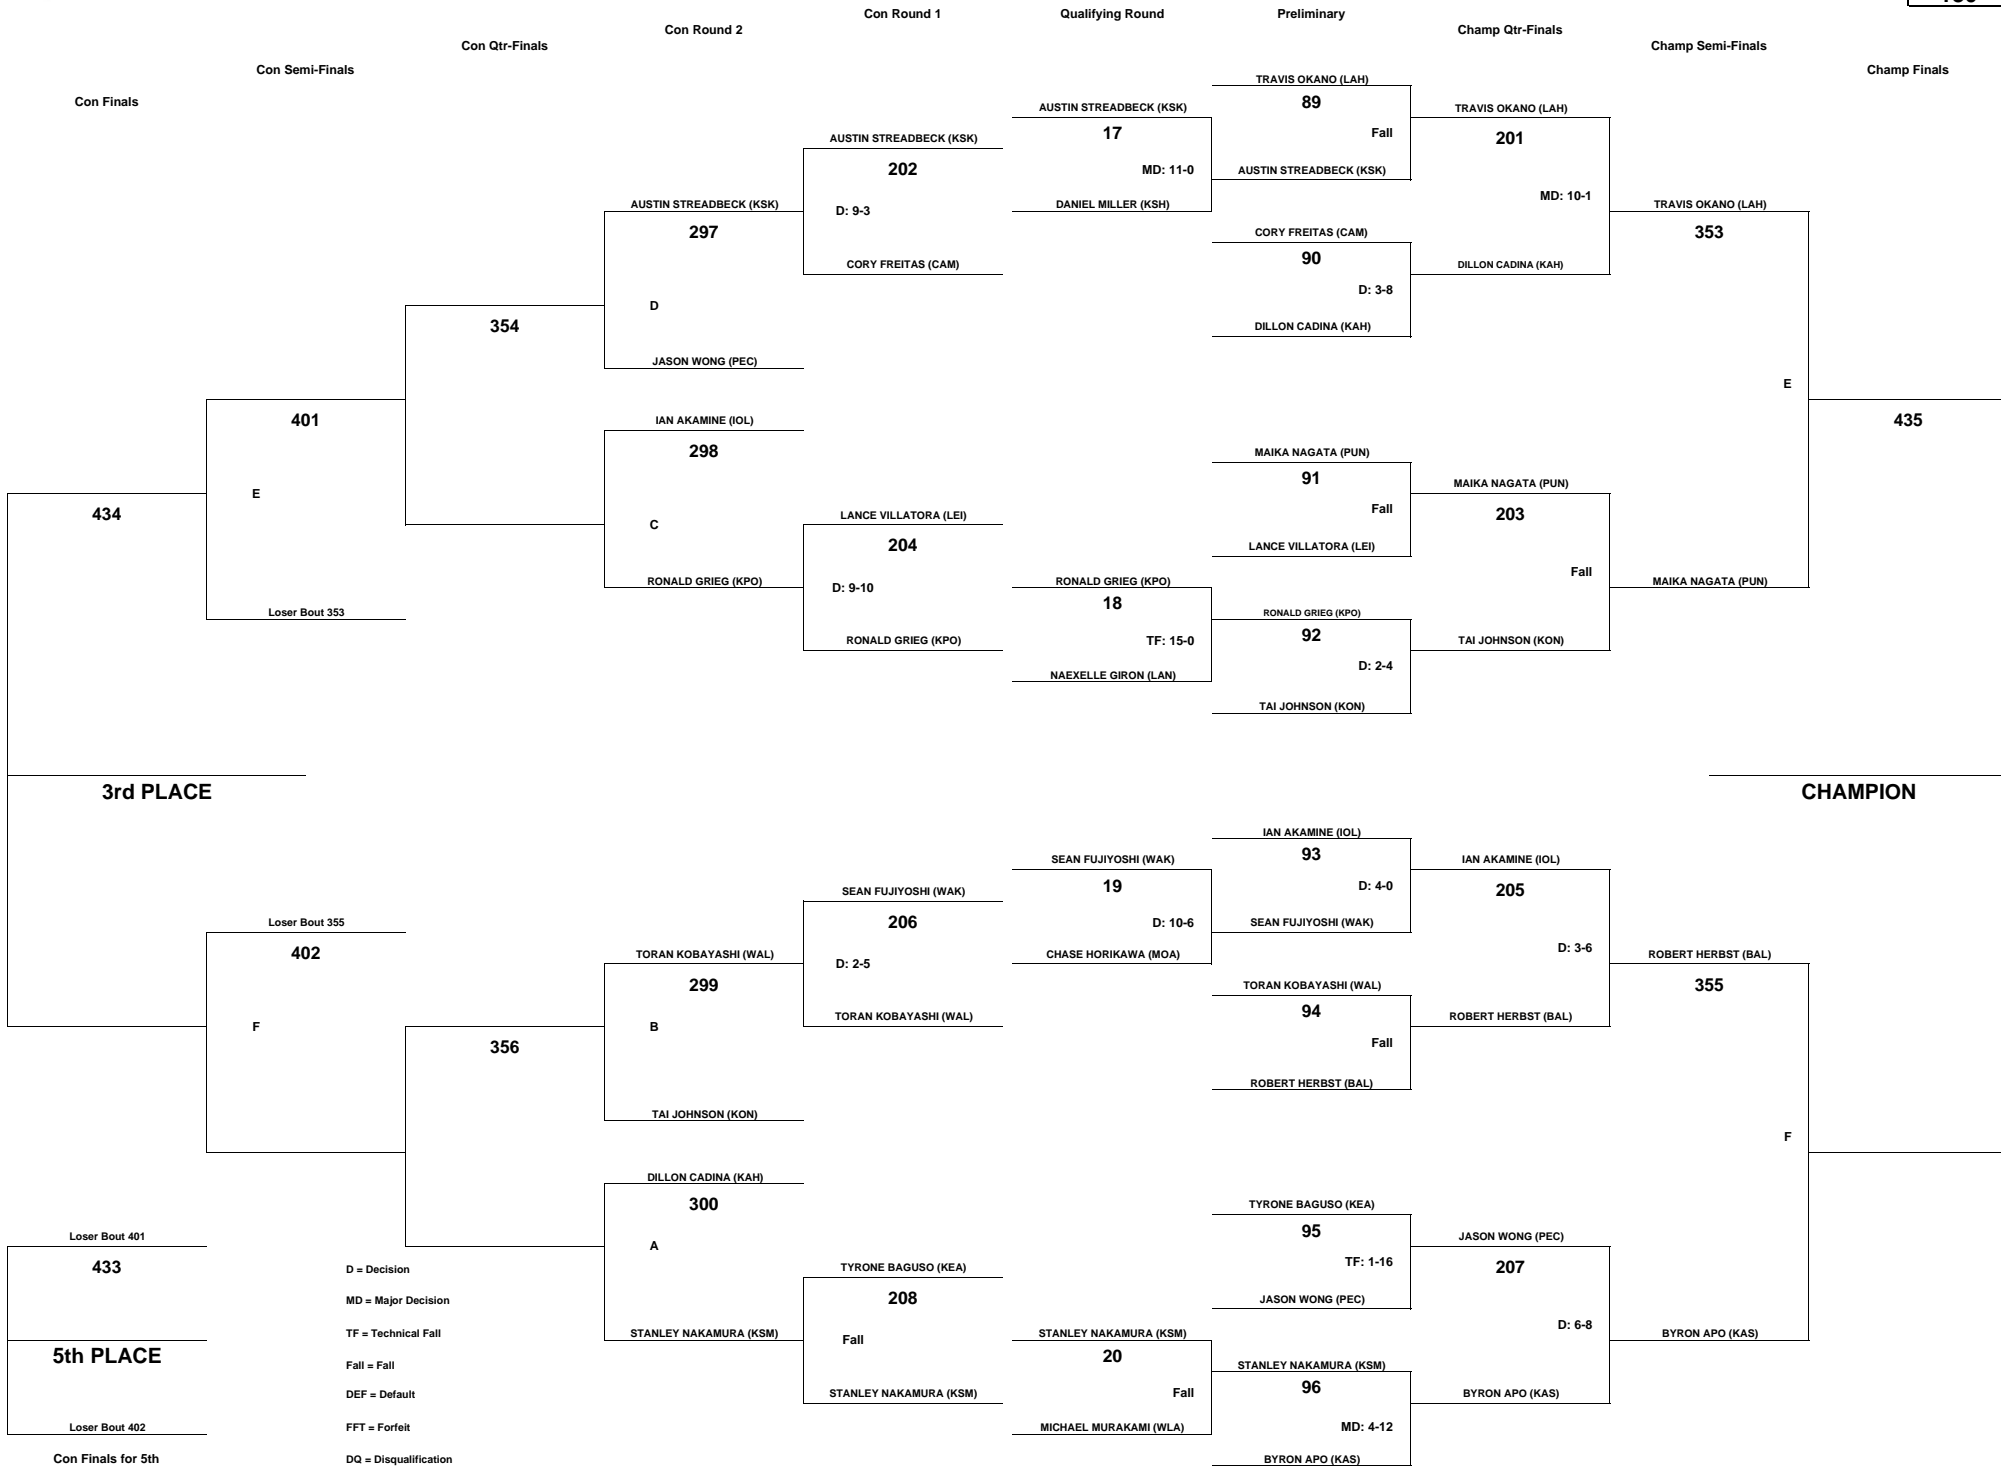 Con Round 1
Qualifying Round
Preliminary
Con Round 2
Champ Qtr-Finals
Con Qtr-Finals
Champ Semi-Finals
Con Semi-Finals
Champ Finals
Con Finals
TRAVIS OKANO (LAH)
89
Fall
AUSTIN STREADBECK (KSK)
CORY FREITAS (CAM)
90
D: 3-8
DILLON CADINA (KAH)
MAIKA NAGATA (PUN)
91
Fall
LANCE VILLATORA (LEI)
RONALD GRIEG (KPO)
92
D: 2-4
TAI JOHNSON (KON)
AUSTIN STREADBECK (KSK)
17
MD: 11-0
DANIEL MILLER (KSH)
RONALD GRIEG (KPO)
18
TF: 15-0
NAEXELLE GIRON (LAN)
TRAVIS OKANO (LAH)
201
MD: 10-1
DILLON CADINA (KAH)
MAIKA NAGATA (PUN)
203
Fall
TAI JOHNSON (KON)
TRAVIS OKANO (LAH)
353
E
MAIKA NAGATA (PUN)
435
AUSTIN STREADBECK (KSK)
202
D: 9-3
CORY FREITAS (CAM)
LANCE VILLATORA (LEI)
204
D: 9-10
RONALD GRIEG (KPO)
AUSTIN STREADBECK (KSK)
297
D
JASON WONG (PEC)
IAN AKAMINE (IOL)
298
C
RONALD GRIEG (KPO)
354
401
E
Loser Bout 353
434
3rd PLACE
CHAMPION
IAN AKAMINE (IOL)
93
D: 4-0
SEAN FUJIYOSHI (WAK)
TORAN KOBAYASHI (WAL)
94
Fall
ROBERT HERBST (BAL)
TYRONE BAGUSO (KEA)
95
TF: 1-16
JASON WONG (PEC)
STANLEY NAKAMURA (KSM)
96
MD: 4-12
BYRON APO (KAS)
SEAN FUJIYOSHI (WAK)
19
D: 10-6
CHASE HORIKAWA (MOA)
STANLEY NAKAMURA (KSM)
20
Fall
MICHAEL MURAKAMI (WLA)
IAN AKAMINE (IOL)
205
D: 3-6
ROBERT HERBST (BAL)
JASON WONG (PEC)
207
D: 6-8
BYRON APO (KAS)
ROBERT HERBST (BAL)
355
F
BYRON APO (KAS)
SEAN FUJIYOSHI (WAK)
206
D: 2-5
TORAN KOBAYASHI (WAL)
TYRONE BAGUSO (KEA)
208
Fall
STANLEY NAKAMURA (KSM)
TORAN KOBAYASHI (WAL)
299
B
TAI JOHNSON (KON)
DILLON CADINA (KAH)
300
A
STANLEY NAKAMURA (KSM)
356
Loser Bout 355
402
F
Loser Bout 401
433
5th PLACE
Loser Bout 402
Con Finals for 5th
D = Decision
MD = Major Decision
TF = Technical Fall
Fall = Fall
DEF = Default
FFT = Forfeit
DQ = Disqualification